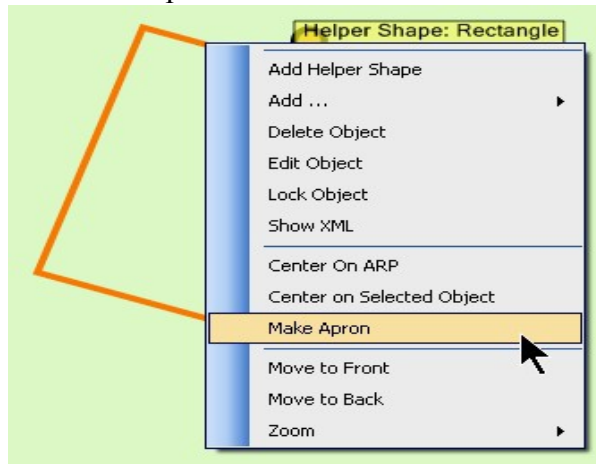 Helper Shape: Rectangle
Add Helper Shape
Add ...
Delete Object
Edit Object
Lock Object
Show XML
Center On ARP
Center on Selected Object
Make Apron
Move to Front
Move to Back
Zoom